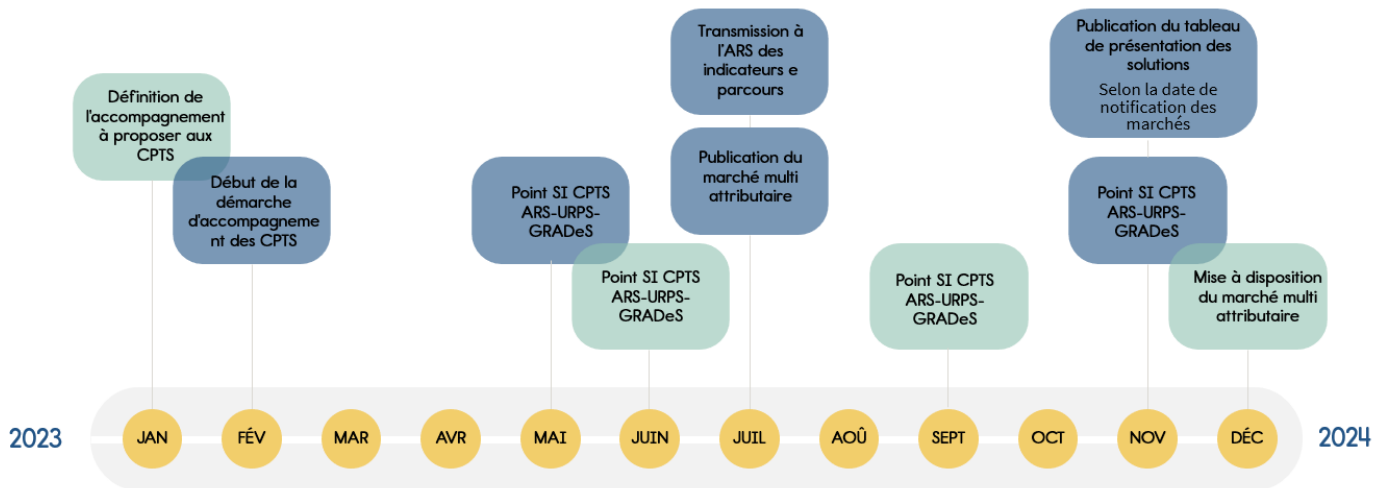 Définition de
l'accompagnement
à proposer aux
CPTS
Début de la
démarche
d'accompagneme
nt des CPTS
Point SI CPTS
ARS-URPS-
GRADeS
Point SI CPTS
ARS-URPS-
GRADeS
Transmission à
l'ARS des
indicateurs e
parcours
Publication du
marché multi
attributaire
Point SI CPTS
ARS-URPS-
GRADeS
Publication du tableau
de présentation des
solutions
Selon la date de
notification des
marchés
Point SI CPTS
ARS-URPS-
GRADeS
Mise à disposition
du marché multi
attributaire
2023
JAN
FÉV
MAR
AVR
MAI
JUIN
JUIL
AOÛ
SEPT
OCT
NOV
DÉC
2024